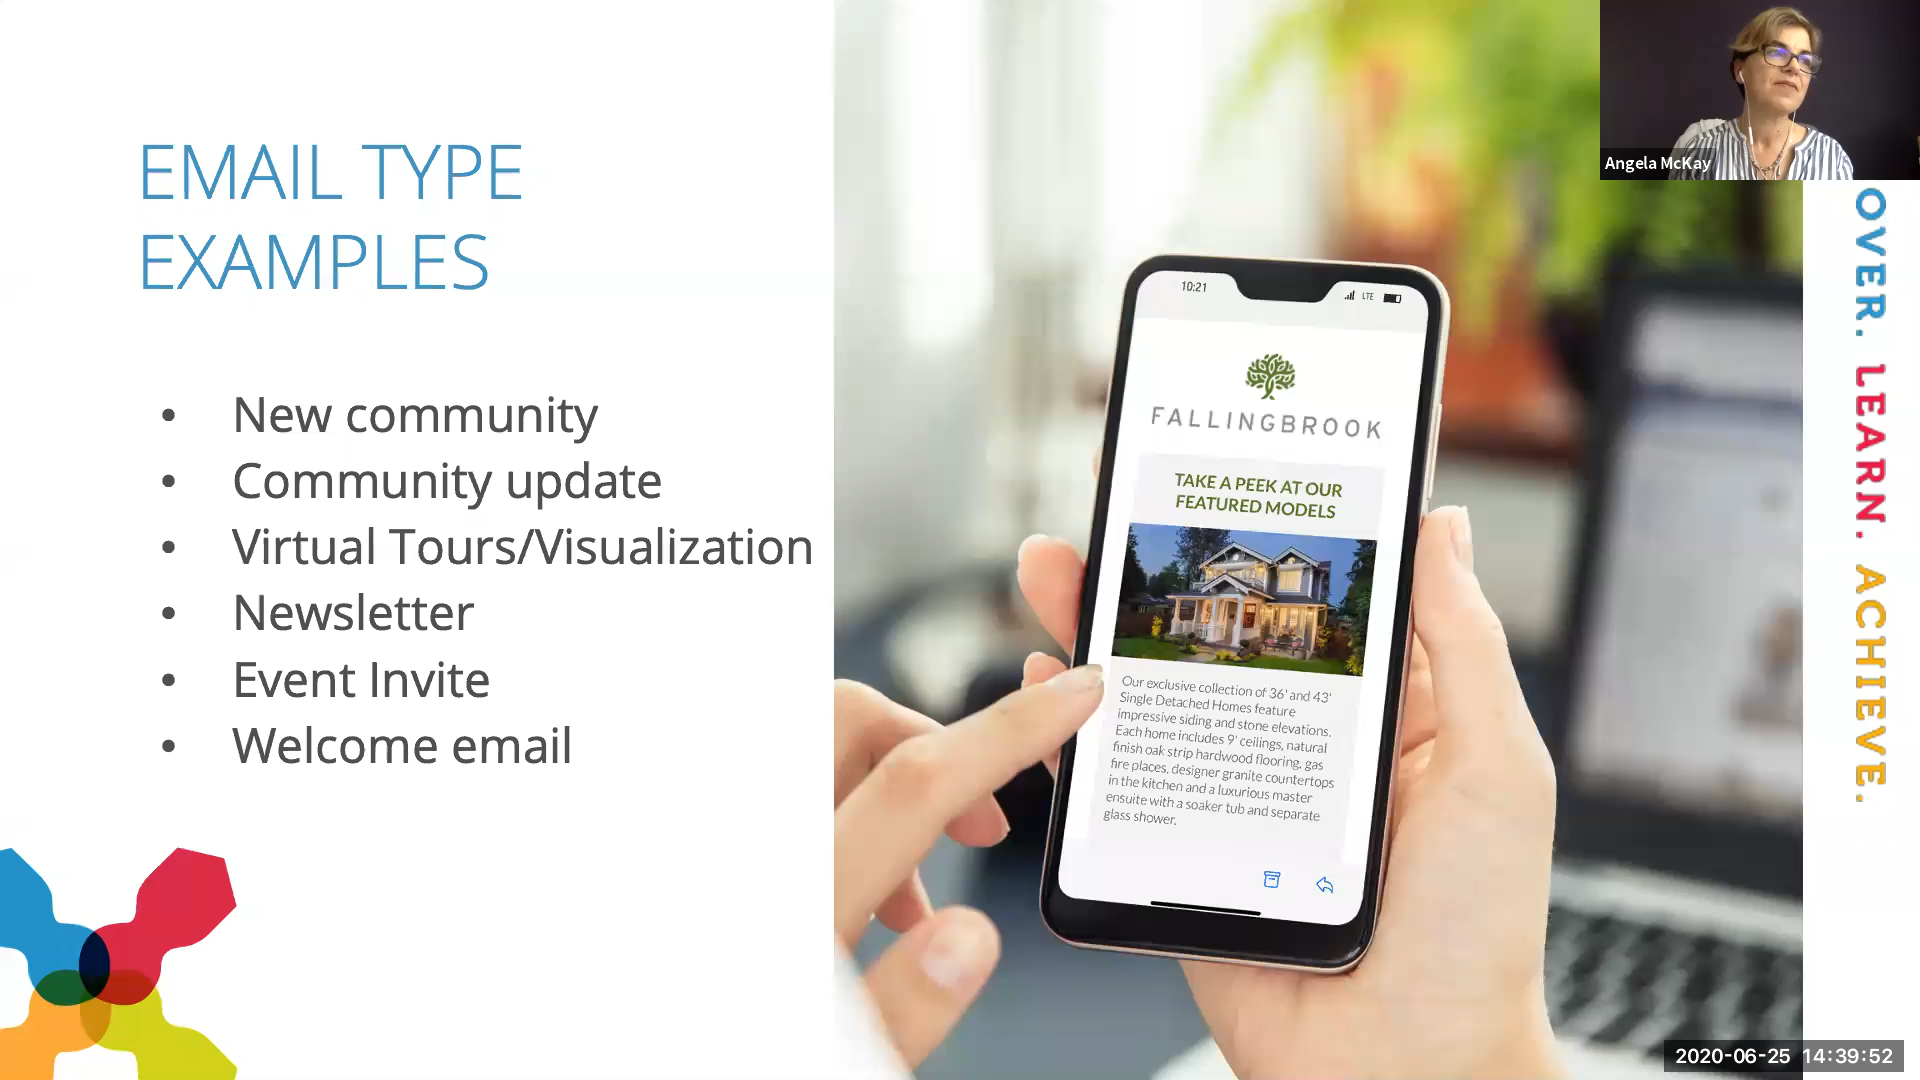 EMAIL TYPE
EXAMPLES
• New community
• Community update
• Virtual Tours/Visualization
• Newsletter
• Event Invite
• Welcome email
10:21
LTE
FALLINGBROOK
TAKE A PEEK AT OUR
FEATURED MODELS
Our exclusive collection of 36' and 43'
Single Detached Homes feature
impressive siding and stone elevations.
Each home includes 9' ceilings, natural
finish oak strip hardwood flooring, gas
fire places, designer granite countertops
in the kitchen and a luxurious master
ensuite with a soaker tub and separate
glass shower.
Angela McKay
OVER. LEARN. ACHIEVE.
2020-06-25 14:39:52